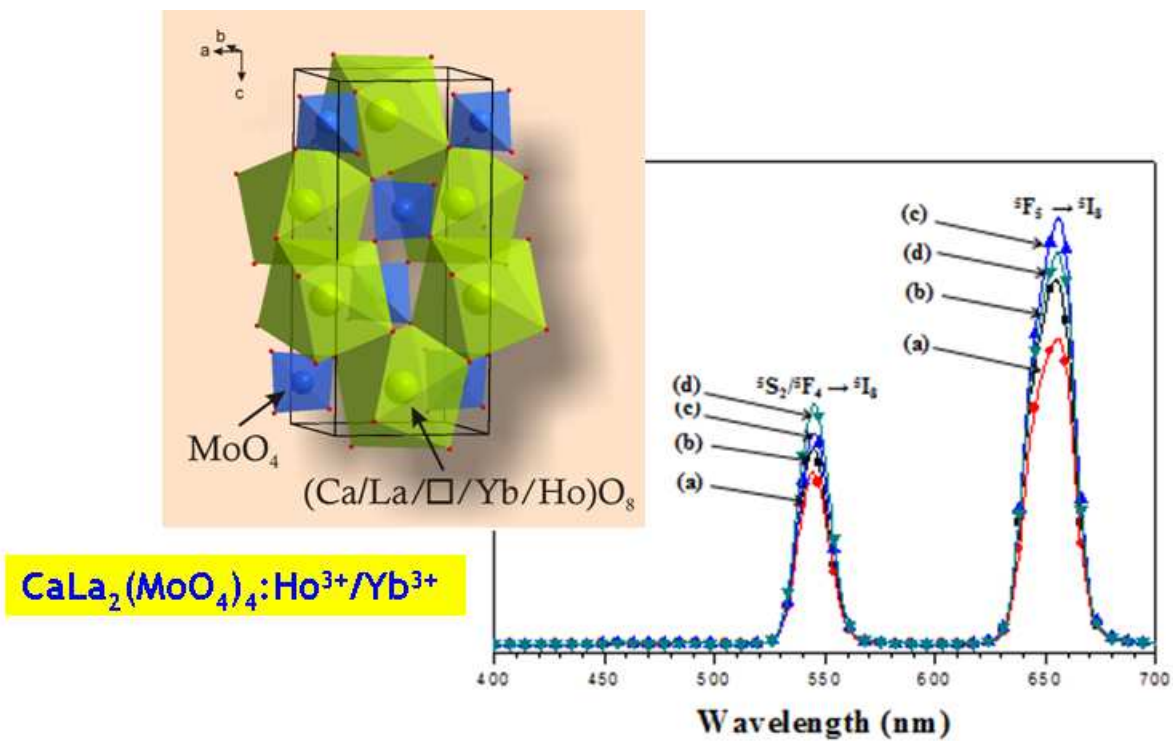 b
a
c
MoO₄
(Ca/La/□/Yb/Ho)O₈
CaLa₂(MoO₄)₄:Ho³⁺/Yb³⁺
⁵F₅ → ⁵I₈
(c)
(d)
(b)
(a)
⁵S₂/⁵F₄ → ⁵I₈
(d)
(c)
(b)
(a)
400 450 500 550 600 650 700
Wavelength (nm)